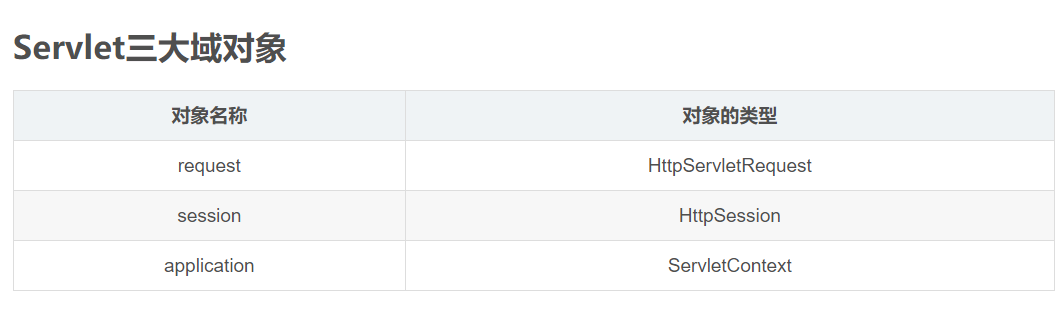 Servlet三大域对象
对象名称 对象的类型
request HttpServletRequest
session HttpSession
application ServletContext